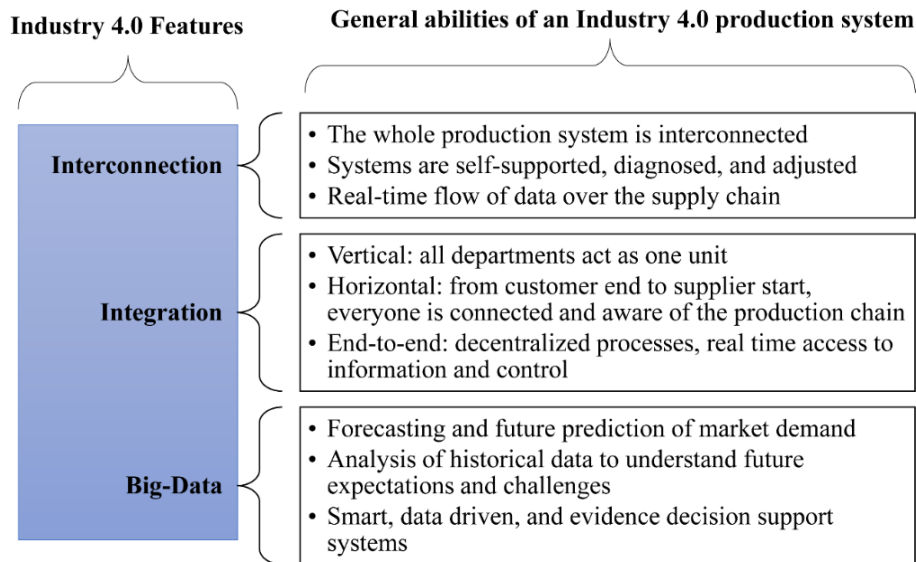 Industry 4.0 Features
General abilities of an Industry 4.0 production system
Interconnection
• The whole production system is interconnected
• Systems are self-supported, diagnosed, and adjusted
• Real-time flow of data over the supply chain
Integration
• Vertical: all departments act as one unit
• Horizontal: from customer end to supplier start,
everyone is connected and aware of the production chain
• End-to-end: decentralized processes, real time access to
information and control
Big-Data
• Forecasting and future prediction of market demand
• Analysis of historical data to understand future
expectations and challenges
• Smart, data driven, and evidence decision support
systems